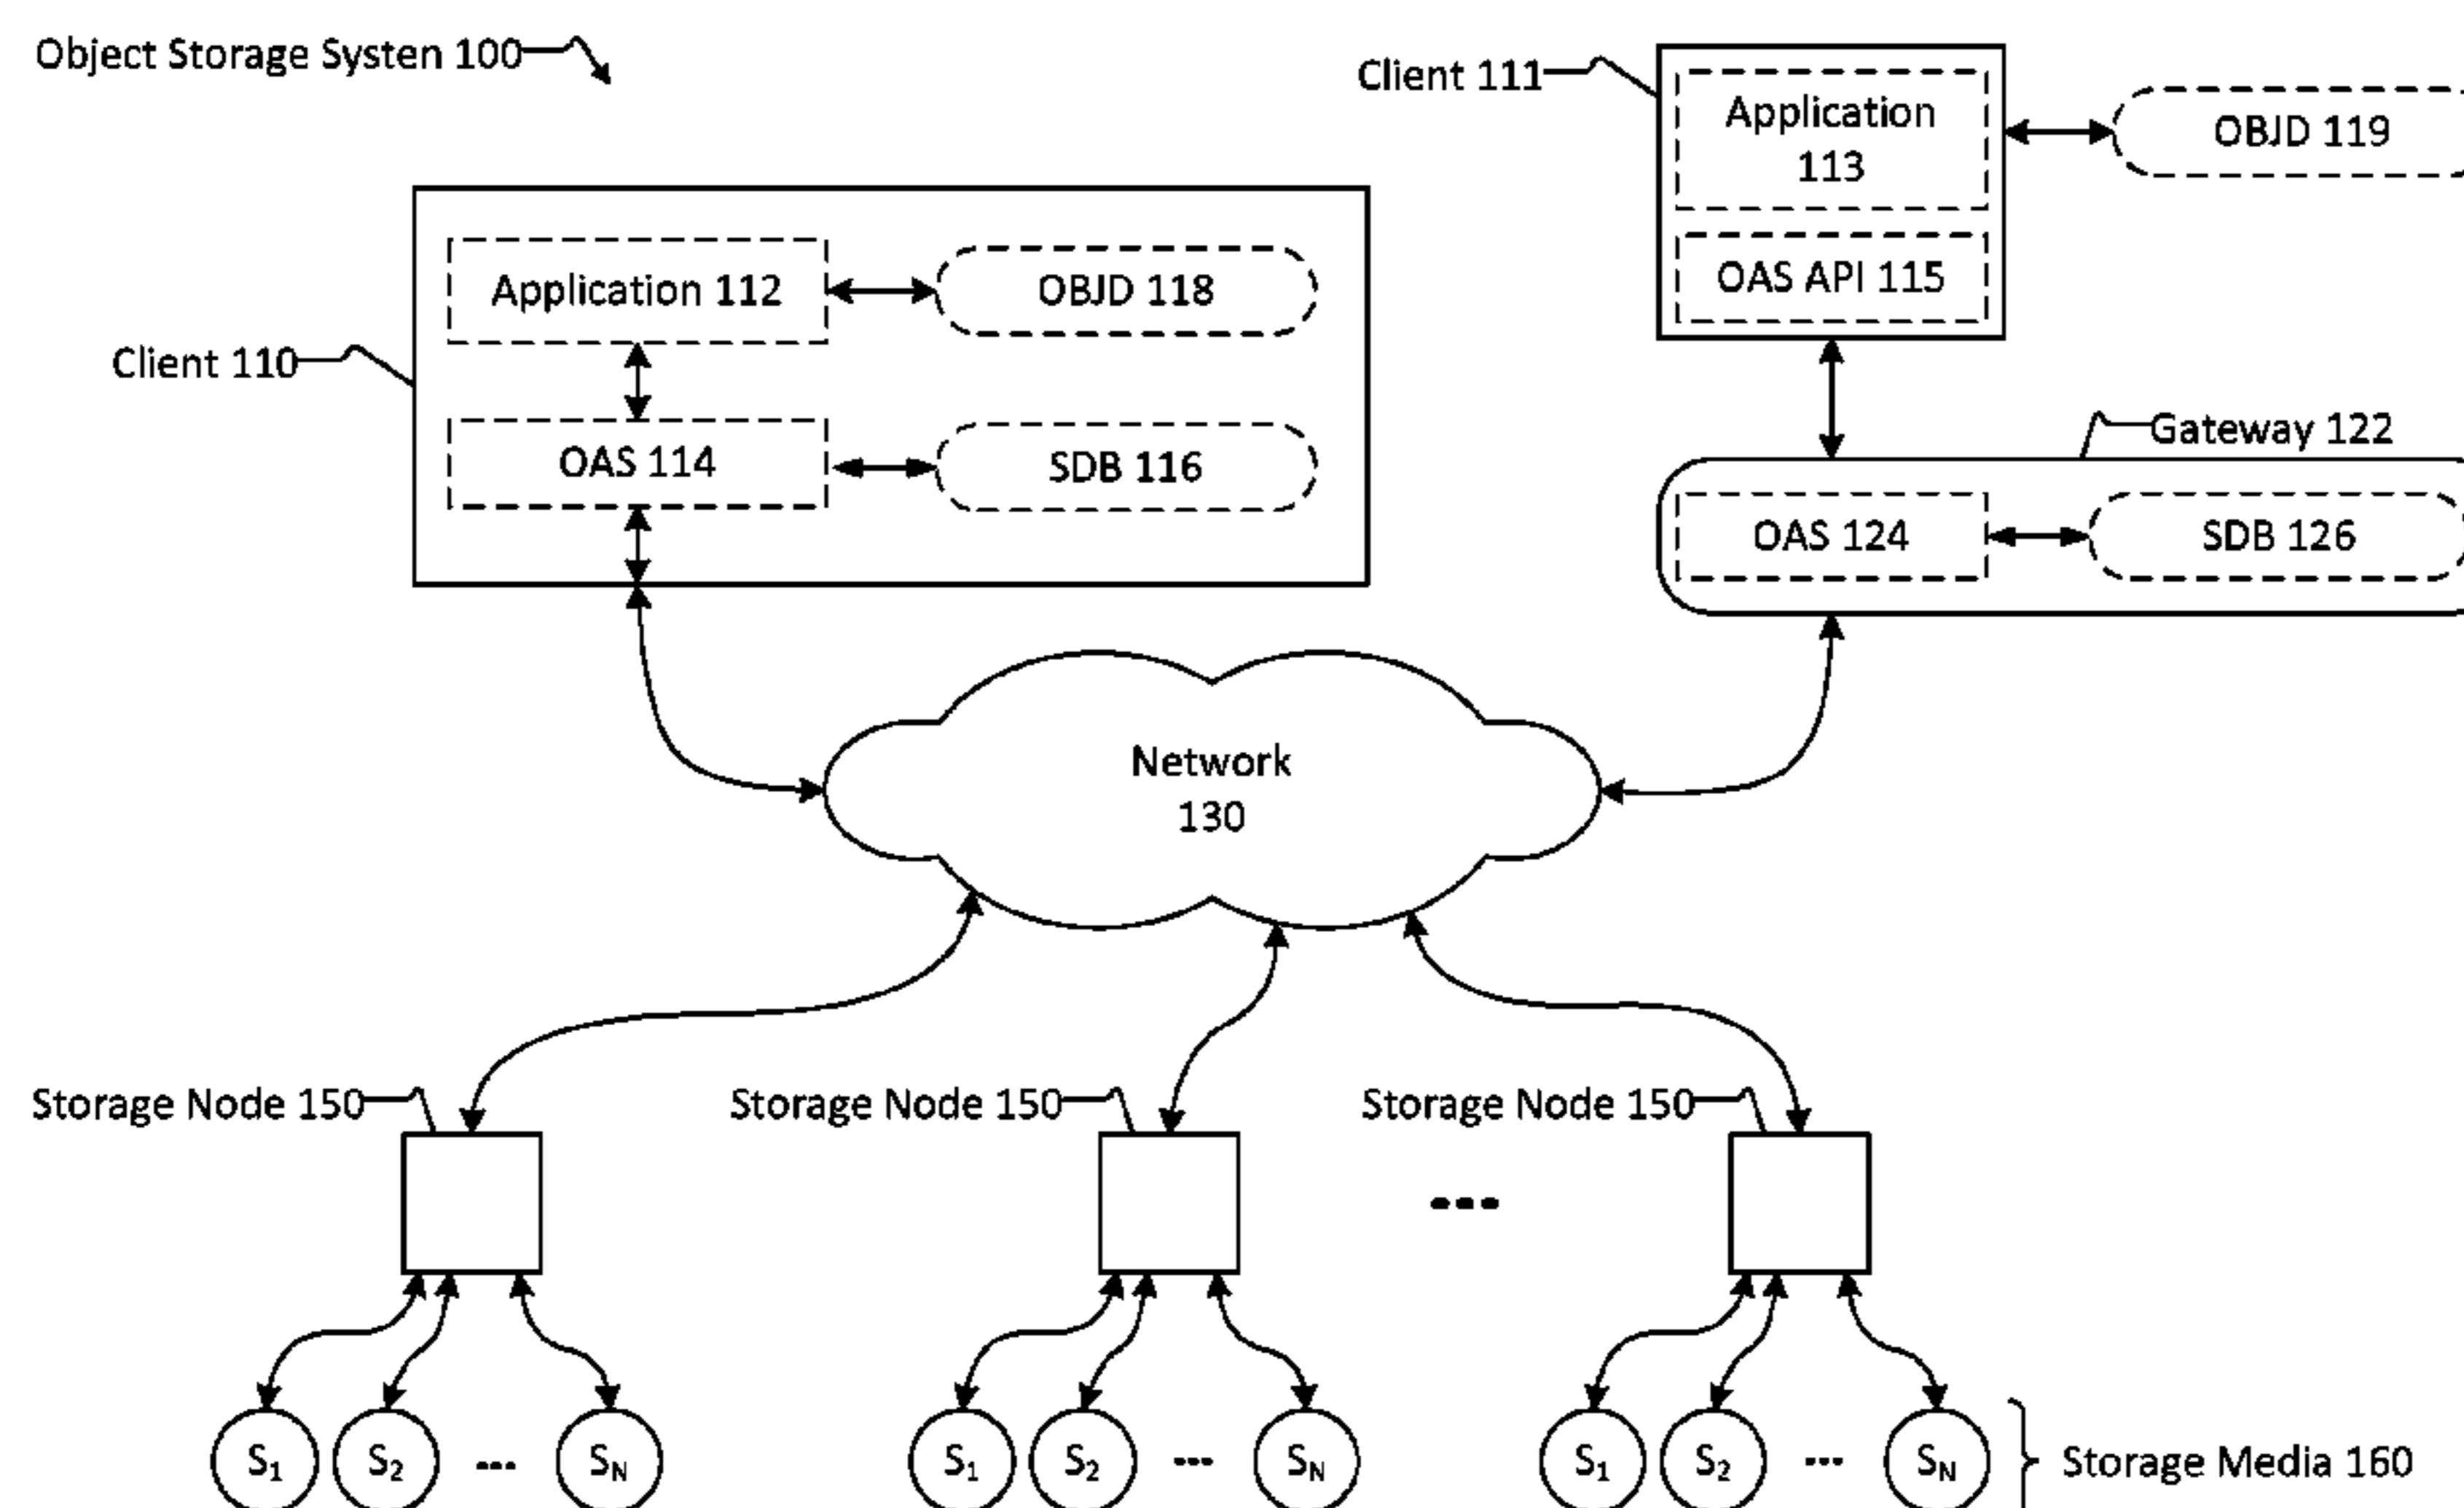 Object Storage Systen 100
Client 111
Application
113
OBJD 119
OAS API 115
Client 110
Application 112
OBJD 118
OAS 114
SDB 116
Gateway 122
OAS 124
SDB 126
Network
130
Storage Node 150
Storage Node 150
Storage Node 150
...
S1
S2
...
SN
S1
S2
...
SN
S1
S2
...
SN
Storage Media 160